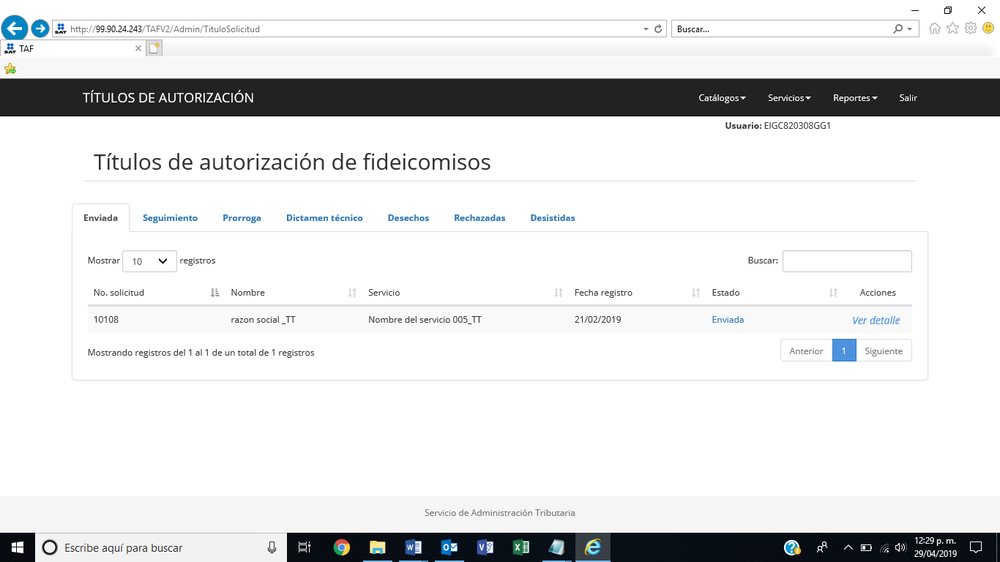 http://99.90.24.243/TAFV2/Admin/TituloSolicitud
Buscar...
SAT TAF
TÍTULOS DE AUTORIZACIÓN
Catálogos Servicios Reportes Salir
Usuario: EIGC820308GG1
Títulos de autorización de fideicomisos
Enviada Seguimiento Prorroga Dictamen técnico Desechos Rechazadas Desistidas
Mostrar 10 registros
Buscar:
No. solicitud Nombre Servicio Fecha registro Estado Acciones
10108 razon social _TT Nombre del servicio 005_TT 21/02/2019 Enviada Ver detalle
Mostrando registros del 1 al 1 de un total de 1 registros
Anterior 1 Siguiente
Servicio de Administración Tributaria
Escribe aquí para buscar
12:29 p. m.
29/04/2019